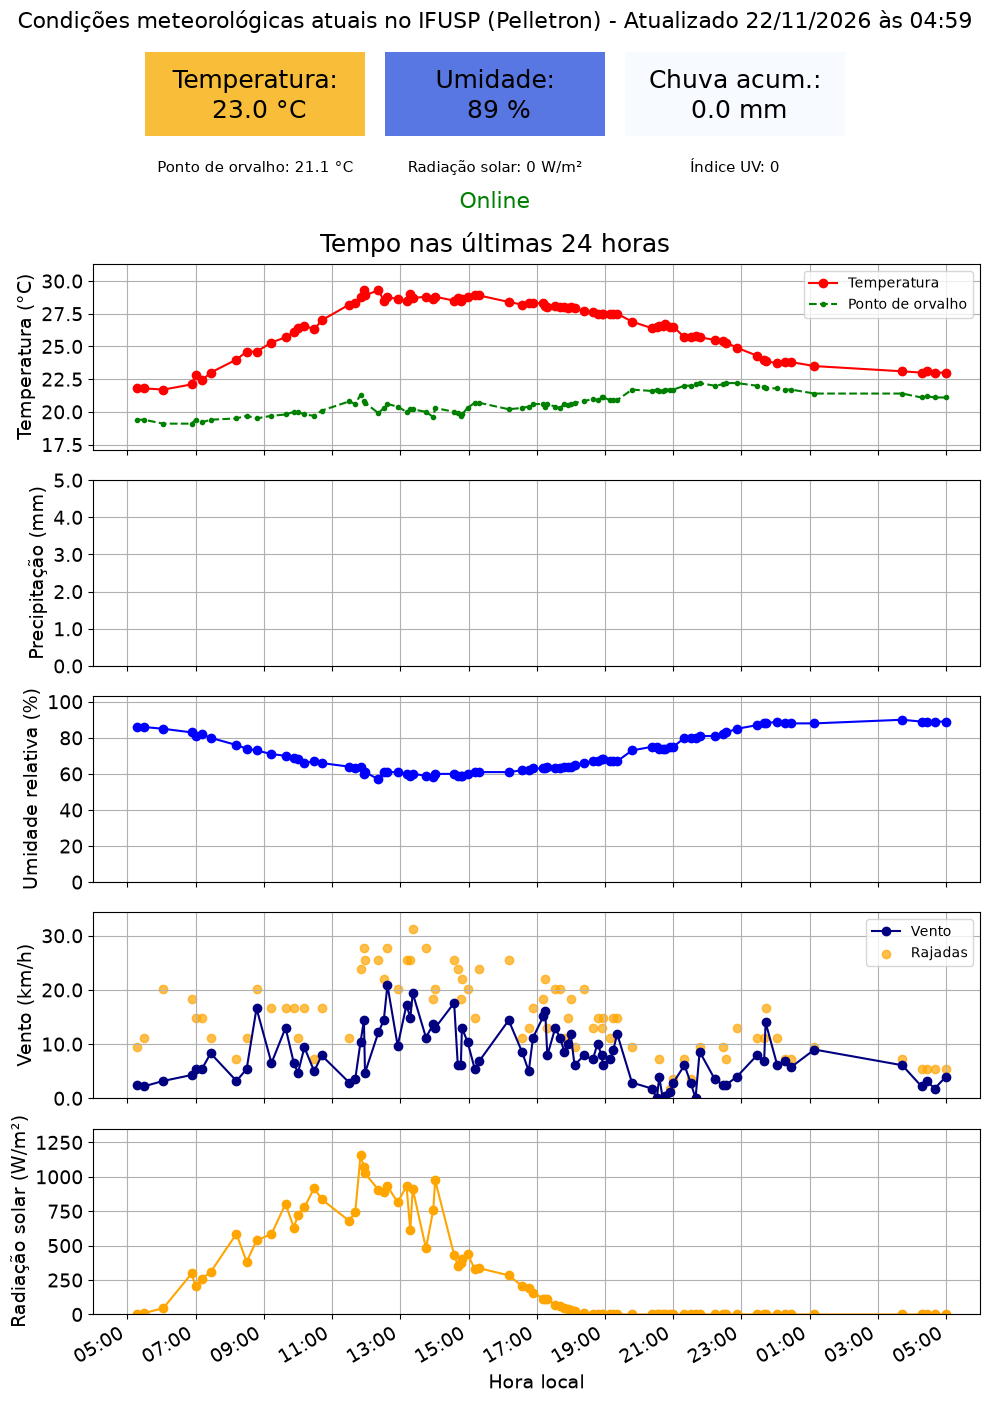 Condições meteorológicas atuais no IFUSP (Pelletron) - Atualizado 22/11/2026 às 04:59
Temperatura:
23.0 °C
Umidade:
89 %
Chuva acum.:
0.0 mm
Ponto de orvalho: 21.1 °C
Radiação solar: 0 W/m²
Índice UV: 0
Online
Tempo nas últimas 24 horas
Temperatura (°C)
30.0
27.5
25.0
22.5
20.0
17.5
Temperatura
Ponto de orvalho
Precipitação (mm)
5.0
4.0
3.0
2.0
1.0
0.0
Umidade relativa (%)
100
80
60
40
20
0
Vento (km/h)
30.0
20.0
10.0
0.0
Vento
Rajadas
Radiação solar (W/m²)
1250
1000
750
500
250
0
05:00 07:00 09:00 11:00 13:00 15:00 17:00 19:00 21:00 23:00 01:00 03:00 05:00
Hora local